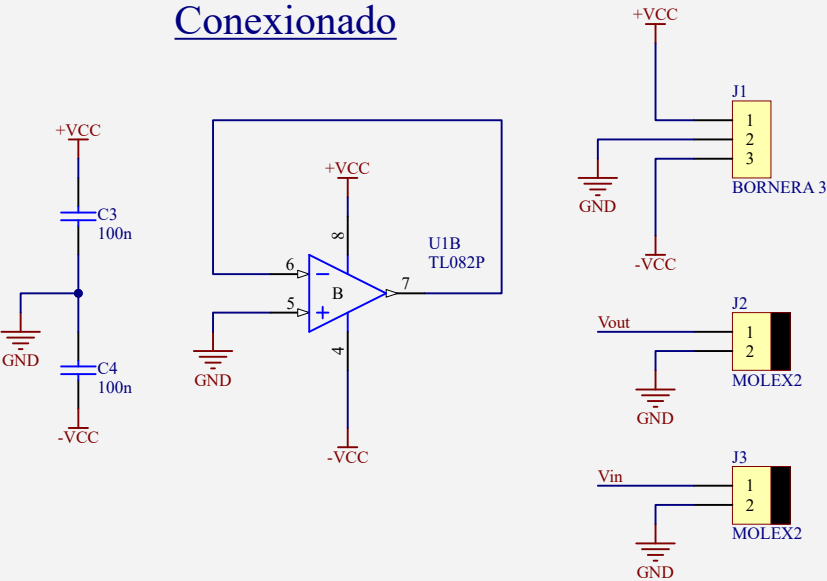 Conexionado
+VCC
C3
100n
GND
C4
100n
-VCC
+VCC
8
U1B
TL082P
6
7
B
5
4
GND
-VCC
+VCC
J1
1
2
3
BORNERA 3
GND
-VCC
J2
Vout
1
2
MOLEX2
GND
J3
Vin
1
2
MOLEX2
GND